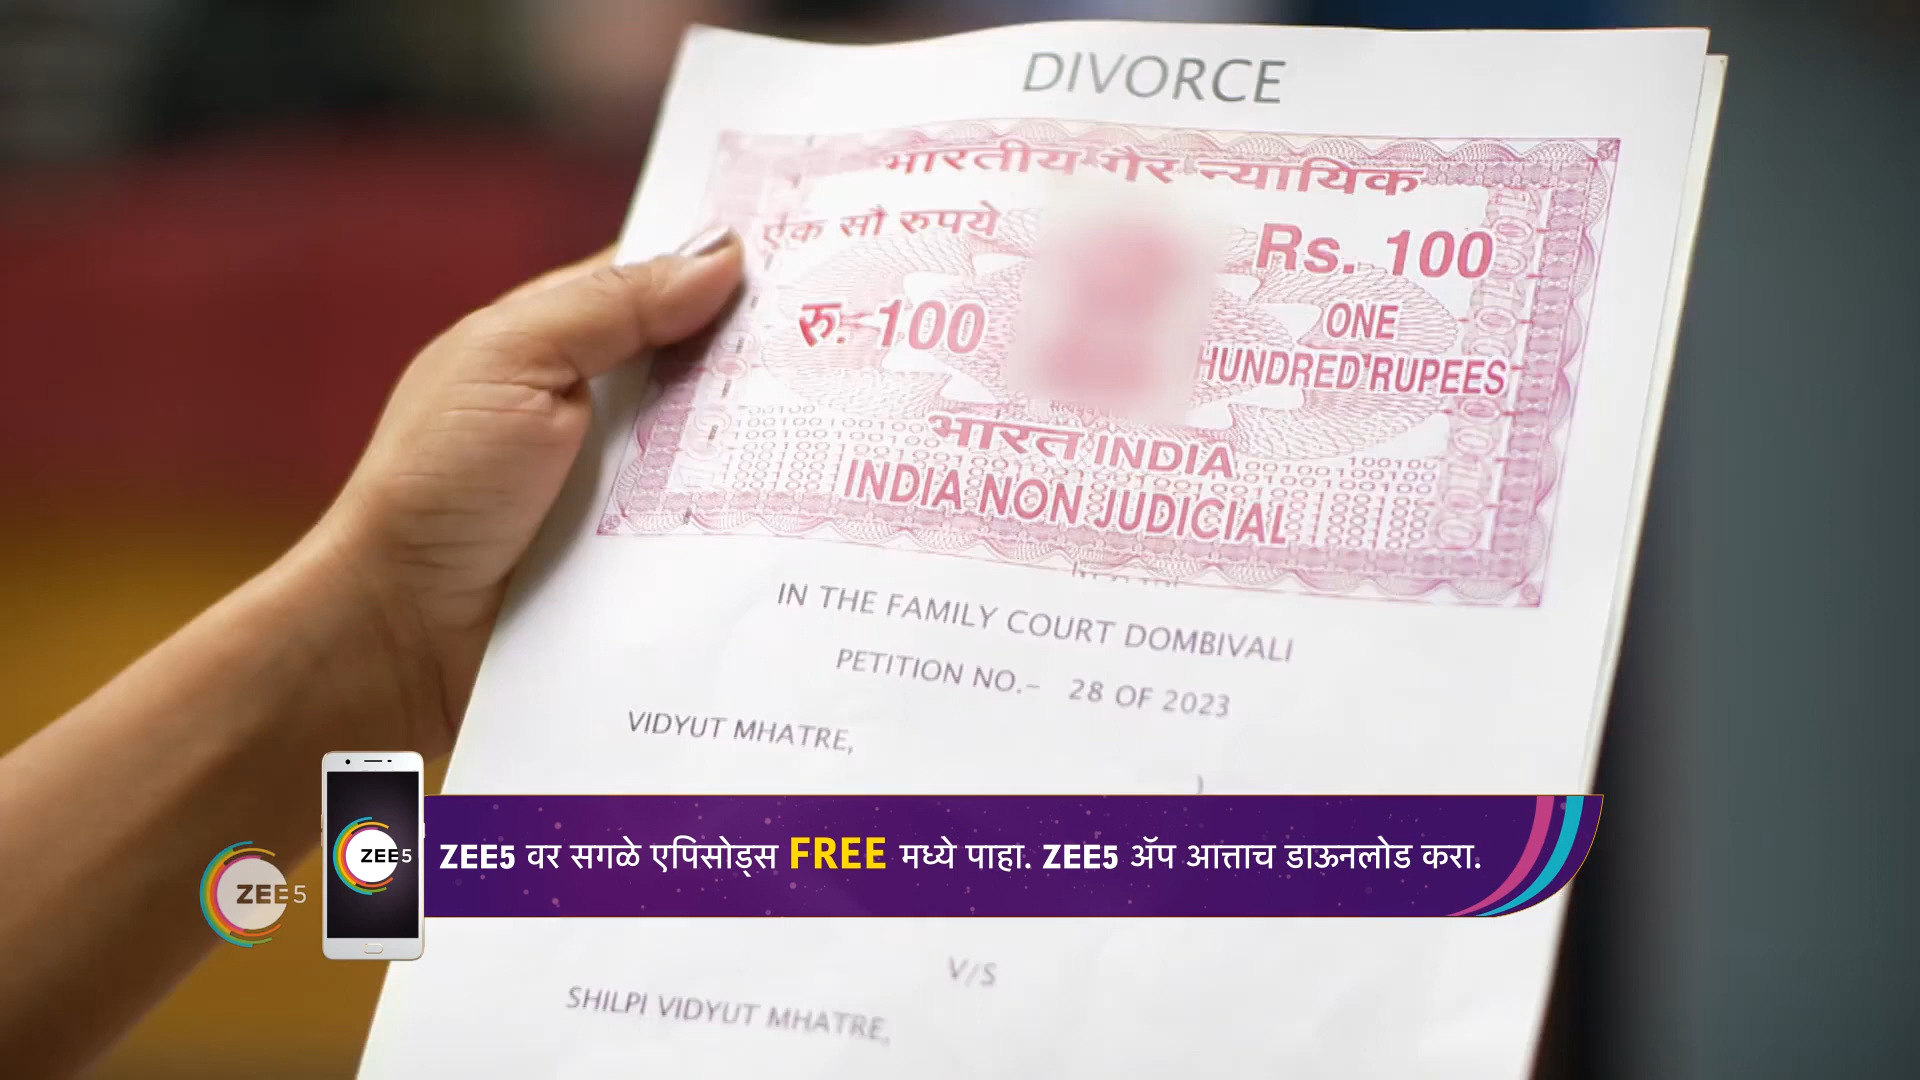 DIVORCE
भारतीय गैर न्यायिक
एक सौ रुपये
Rs. 100
रु. 100
ONE
HUNDRED RUPEES
भारत INDIA
INDIA NON JUDICIAL
IN THE FAMILY COURT DOMBIVALI
PETITION NO.- 28 OF 2023
VIDYUT MHATRE,
)
ZEE5
ZEE5
ZEE5 वर सगळे एपिसोड्स FREE मध्ये पाहा. ZEE5 ॲप आत्ताच डाऊनलोड करा.
V/S
SHILPI VIDYUT MHATRE,